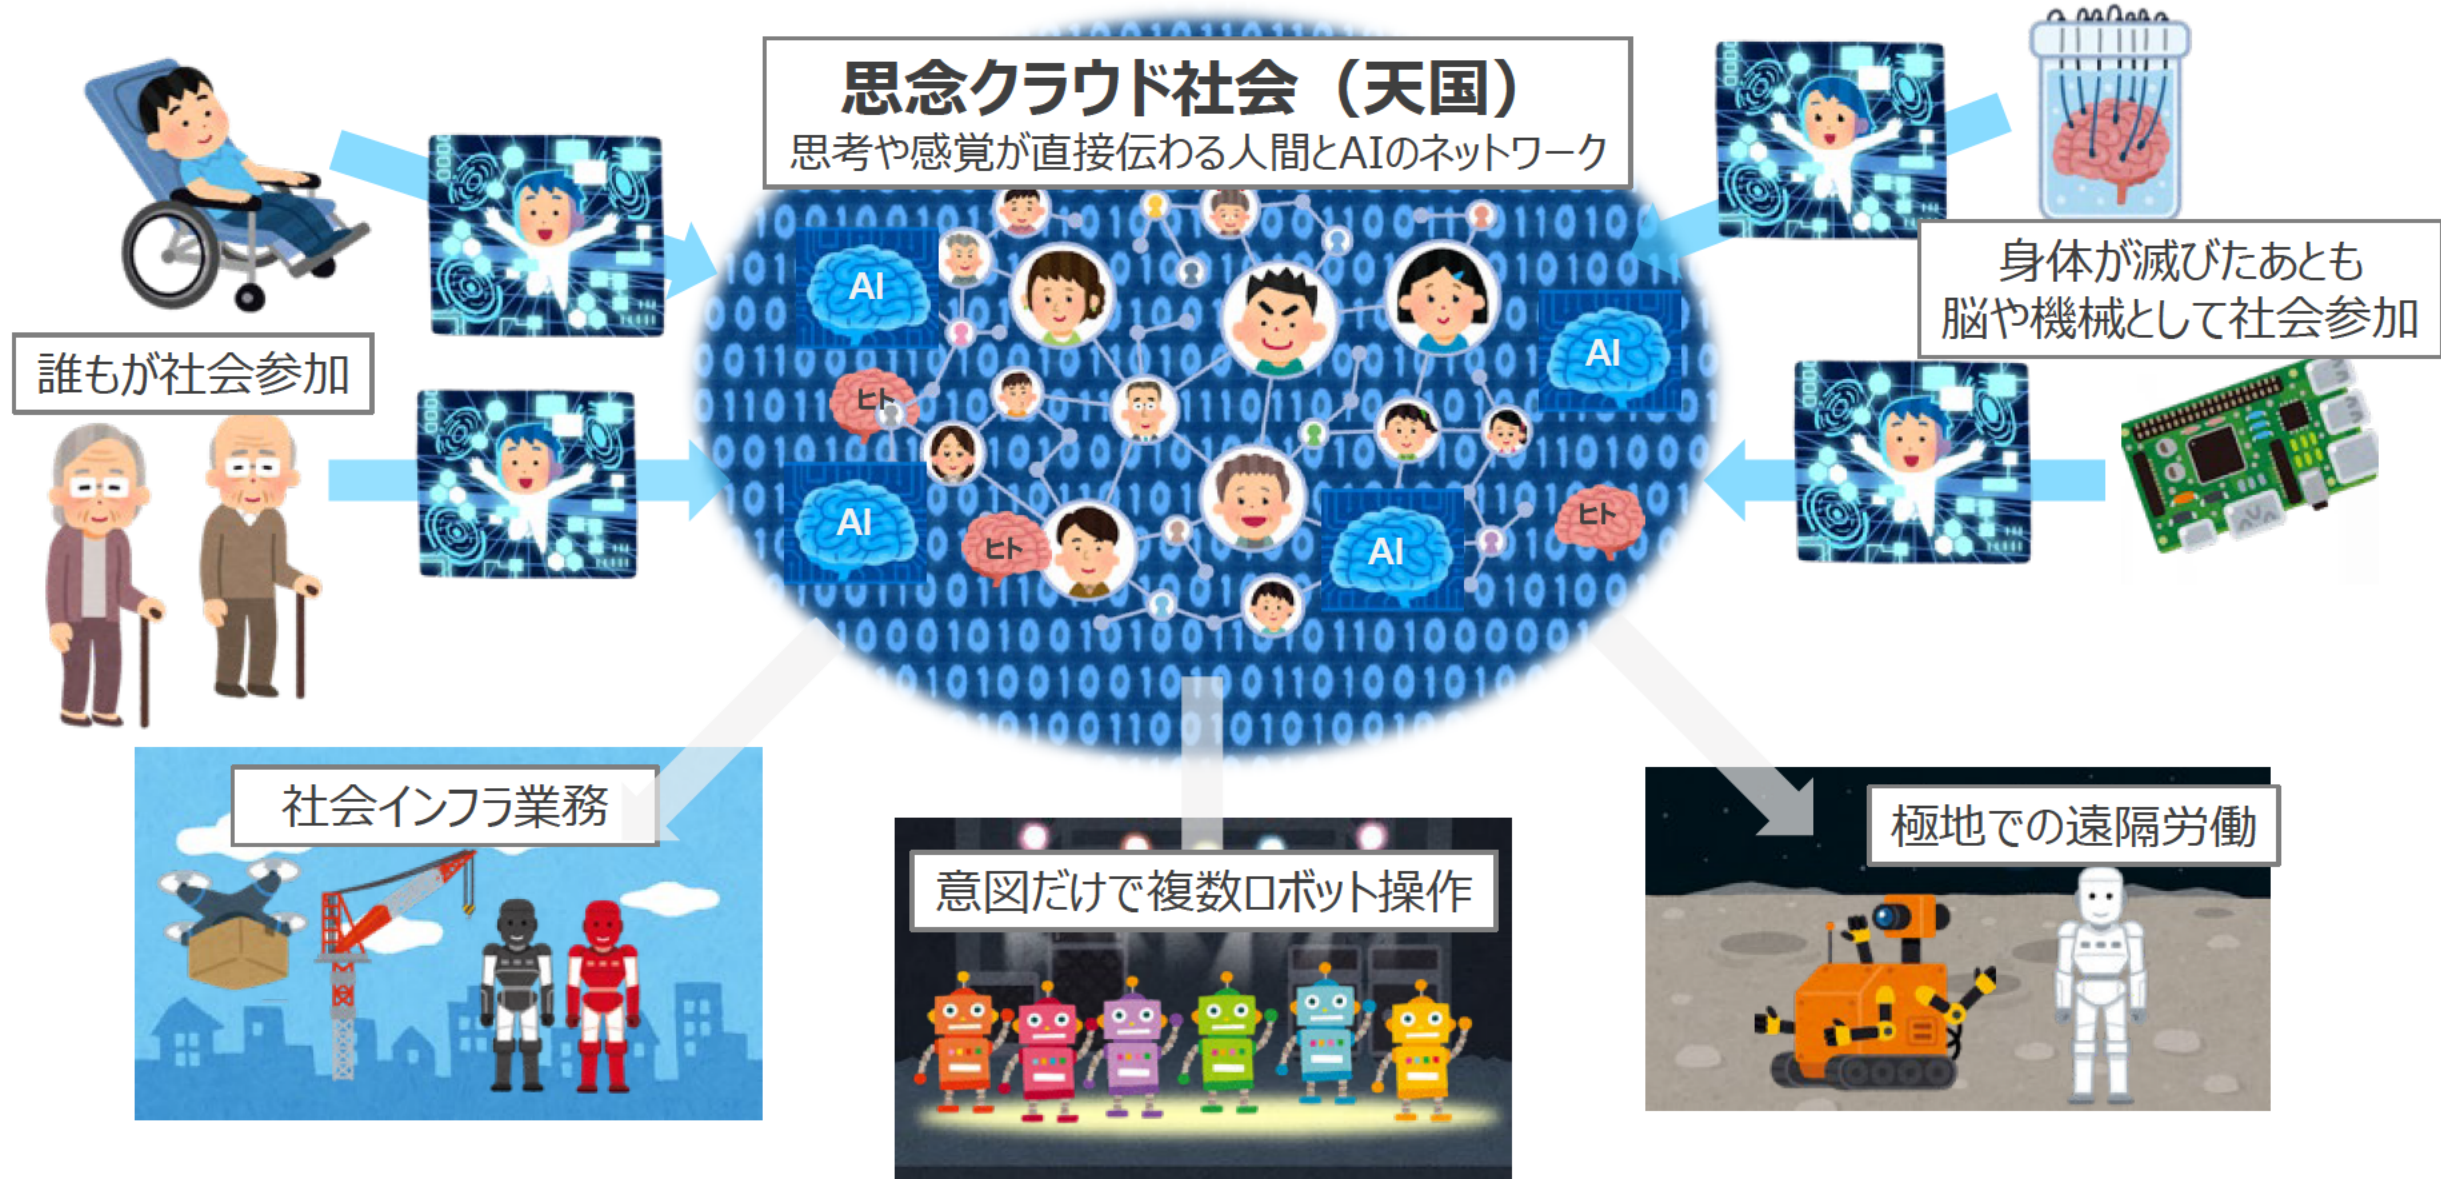 思念クラウド社会（天国）
思考や感覚が直接伝わる人間とAIのネットワーク
誰もが社会参加
身体が滅びたあとも
脳や機械として社会参加
AI
AI
ヒト
AI
ヒト
AI
ヒト
社会インフラ業務
意図だけで複数ロボット操作
極地での遠隔労働